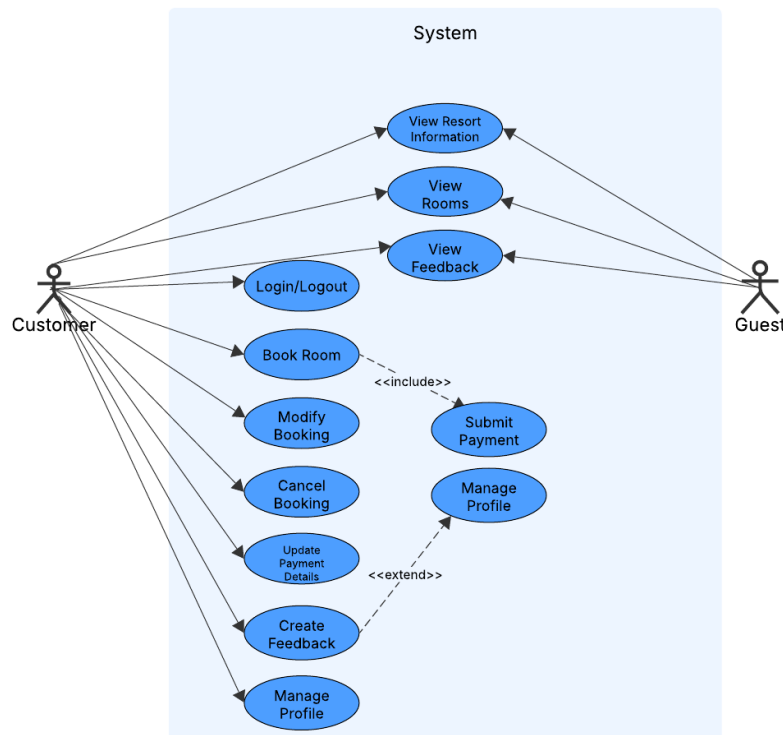 System
View Resort
Information
View
Rooms
View
Feedback
Customer
Guest
Login/Logout
Book Room
<<include>>
Modify
Booking
Submit
Payment
Cancel
Booking
Manage
Profile
Update
Payment
Details
<<extend>>
Create
Feedback
Manage
Profile